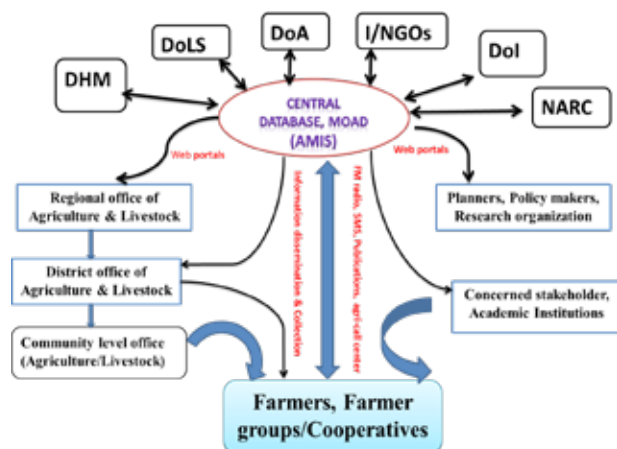 DoLS
DoA
I/NGOs
DoI
DHM
NARC
CENTRAL
DATABASE, MOAD
(AMIS)
Web portals
Web portals
Regional office of
Agriculture & Livestock
Planners, Policy makers,
Research organization
Information dissemination & Collection
FM radio, SMS, Publications, agri-call center
District office of
Agriculture & Livestock
Concerned stakeholder,
Academic Institutions
Community level office
(Agriculture/Livestock)
Farmers, Farmer
groups/Cooperatives